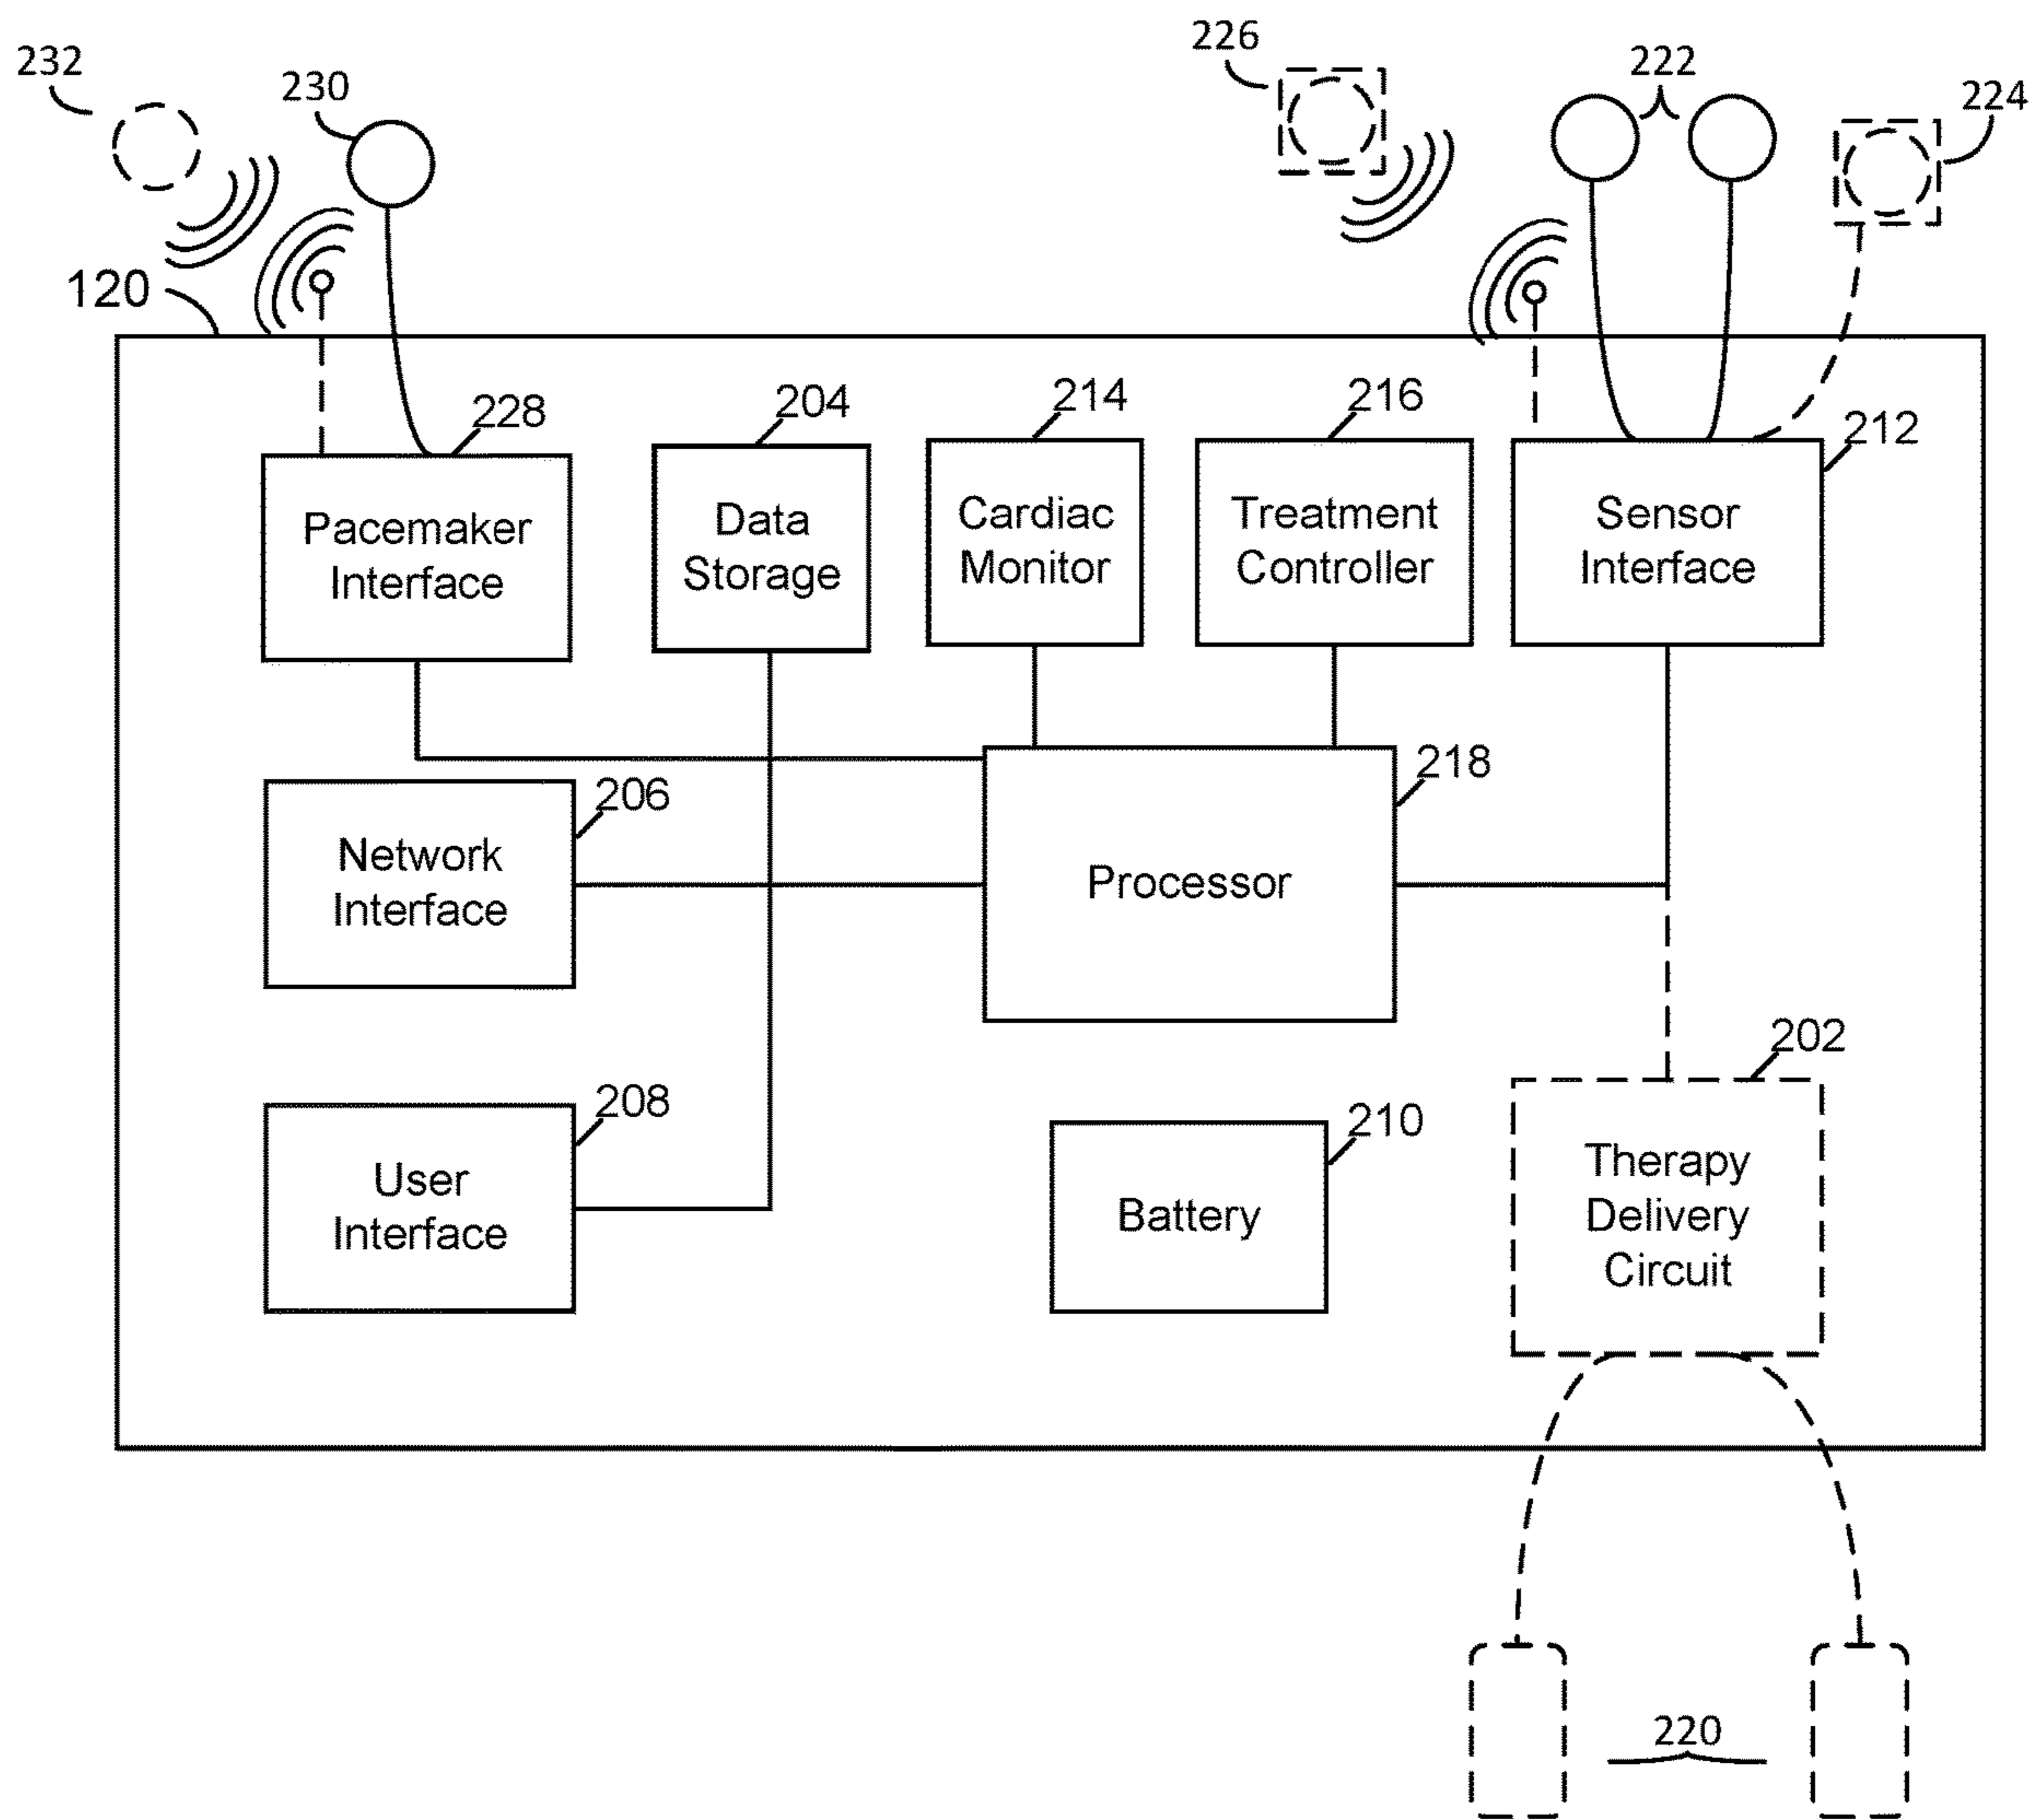 232
230
226
222
224
120
228
204
214
216
212
Pacemaker
Interface
Data
Storage
Cardiac
Monitor
Treatment
Controller
Sensor
Interface
206
218
Network
Interface
Processor
208
210
202
User
Interface
Battery
Therapy
Delivery
Circuit
220